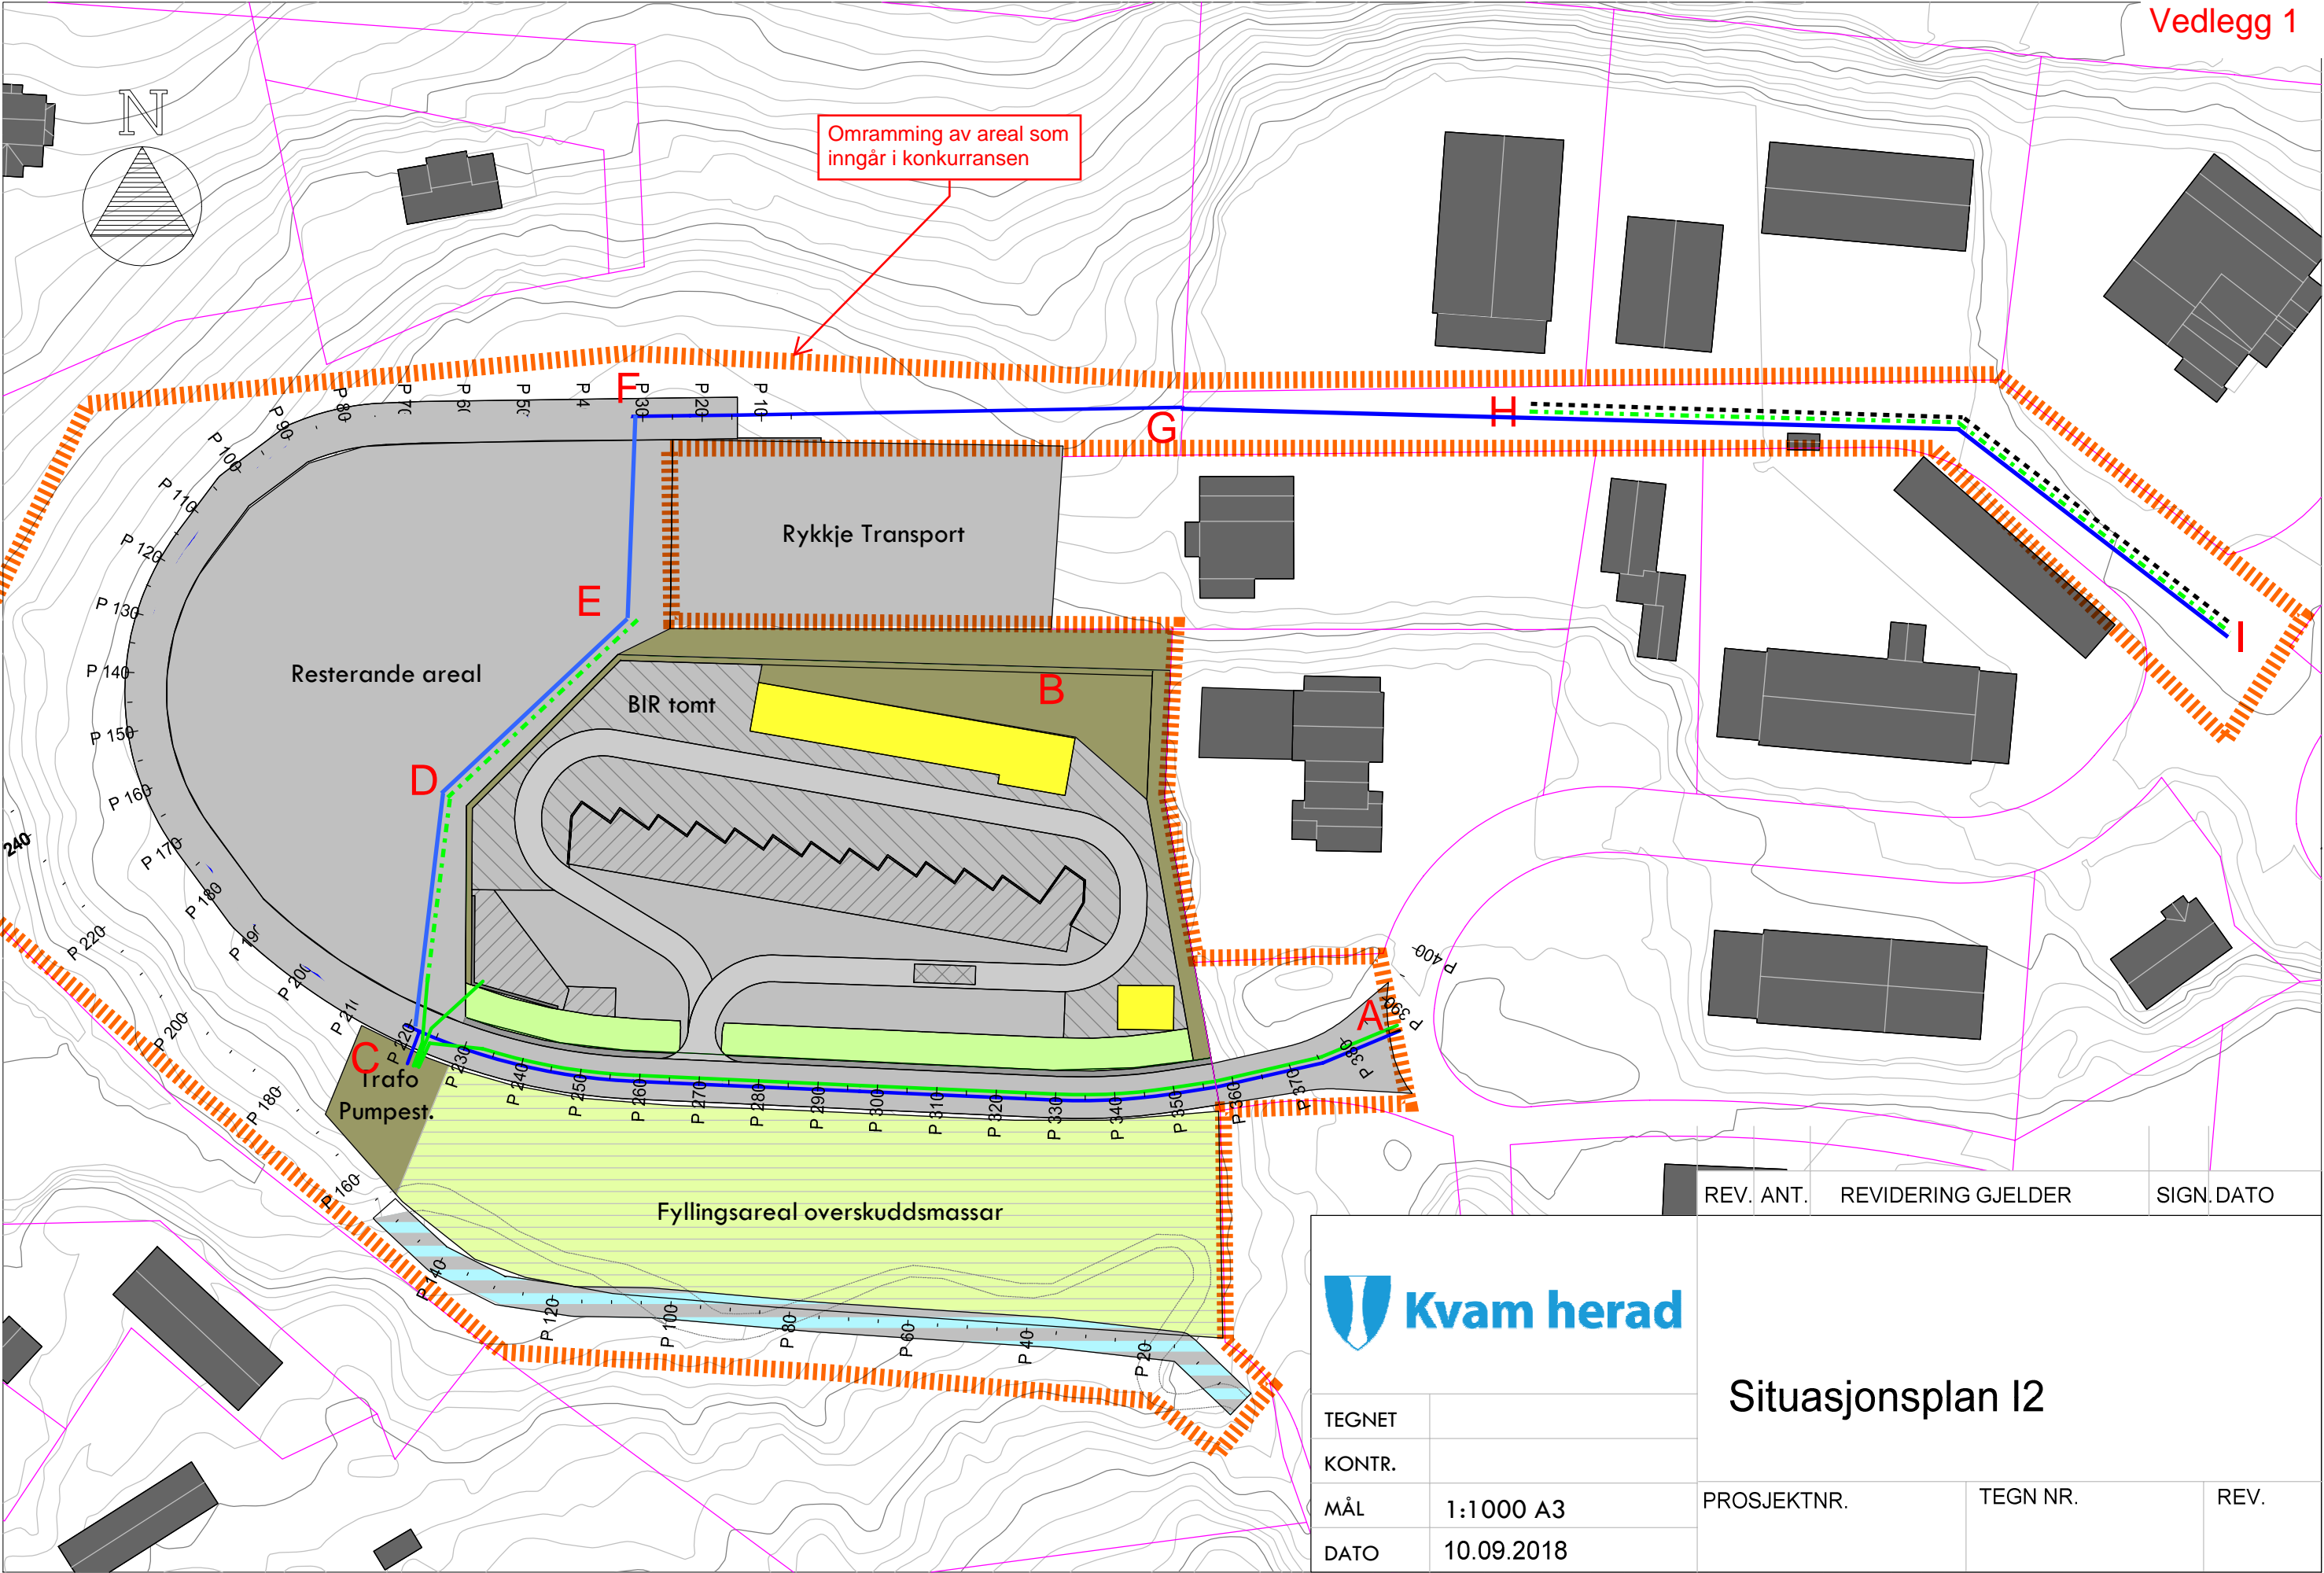 Vedlegg 1
N
Omramming av areal som
inngår i konkurransen
F
P 80
P 70
P 60
P 4
P 30
P 20
P 10
P 90
P 100
P 110
P 120
P 130
P 140
P 150
P 160
P 170
P 180
P 200
P 220
P 230
P 240
P 250
P 260
P 270
P 280
P 290
P 300
P 310
P 320
P 330
P 340
P 350
P 360
P 370
P 380
P 390
P 400
G
H
I
Rykkje Transport
E
Resterande areal
BIR tomt
B
D
240
P 220
P 200
P 180
P 160
P 140
P 120
P 100
P 80
P 60
P 40
P 20
A
C
Trafo
Pumpest.
Fyllingsareal overskuddsmassar
REV. ANT. REVIDERING GJELDER SIGN. DATO
Kvam herad
Situasjonsplan I2
TEGNET
KONTR.
MÅL 1:1000 A3
DATO 10.09.2018
PROSJEKTNR. TEGN NR. REV.